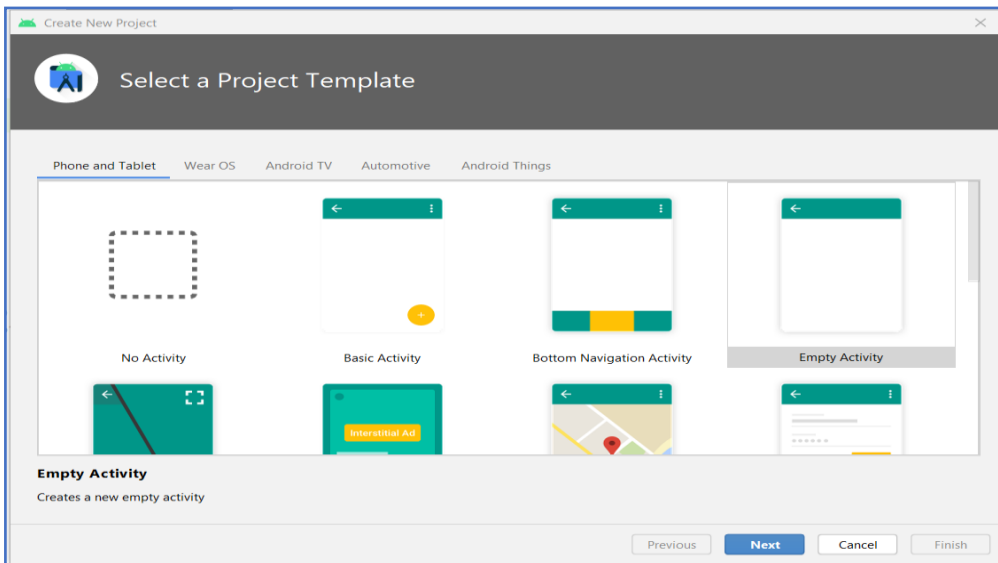 Create New Project
Select a Project Template
Phone and Tablet Wear OS Android TV Automotive Android Things
No Activity Basic Activity Bottom Navigation Activity Empty Activity
Interstitial Ad
Empty Activity
Creates a new empty activity
Previous Next Cancel Finish